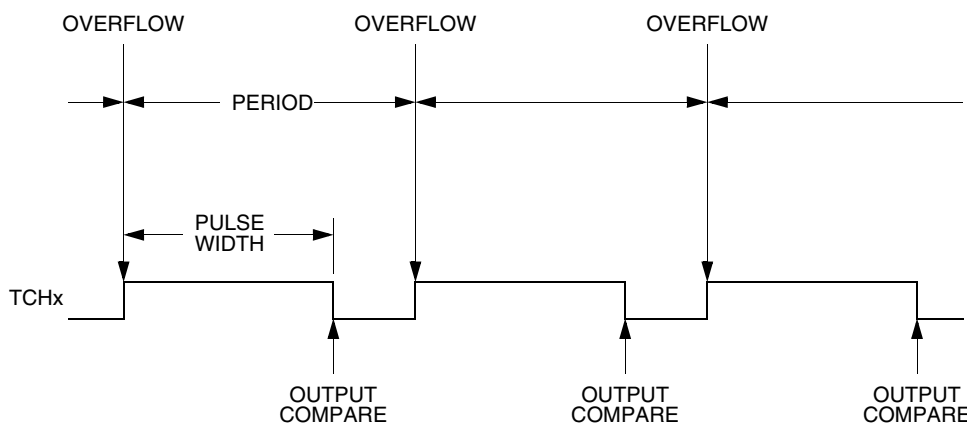 OVERFLOW
OVERFLOW
OVERFLOW
PERIOD
PULSE
WIDTH
TCHx
OUTPUT
COMPARE
OUTPUT
COMPARE
OUTPUT
COMPARE